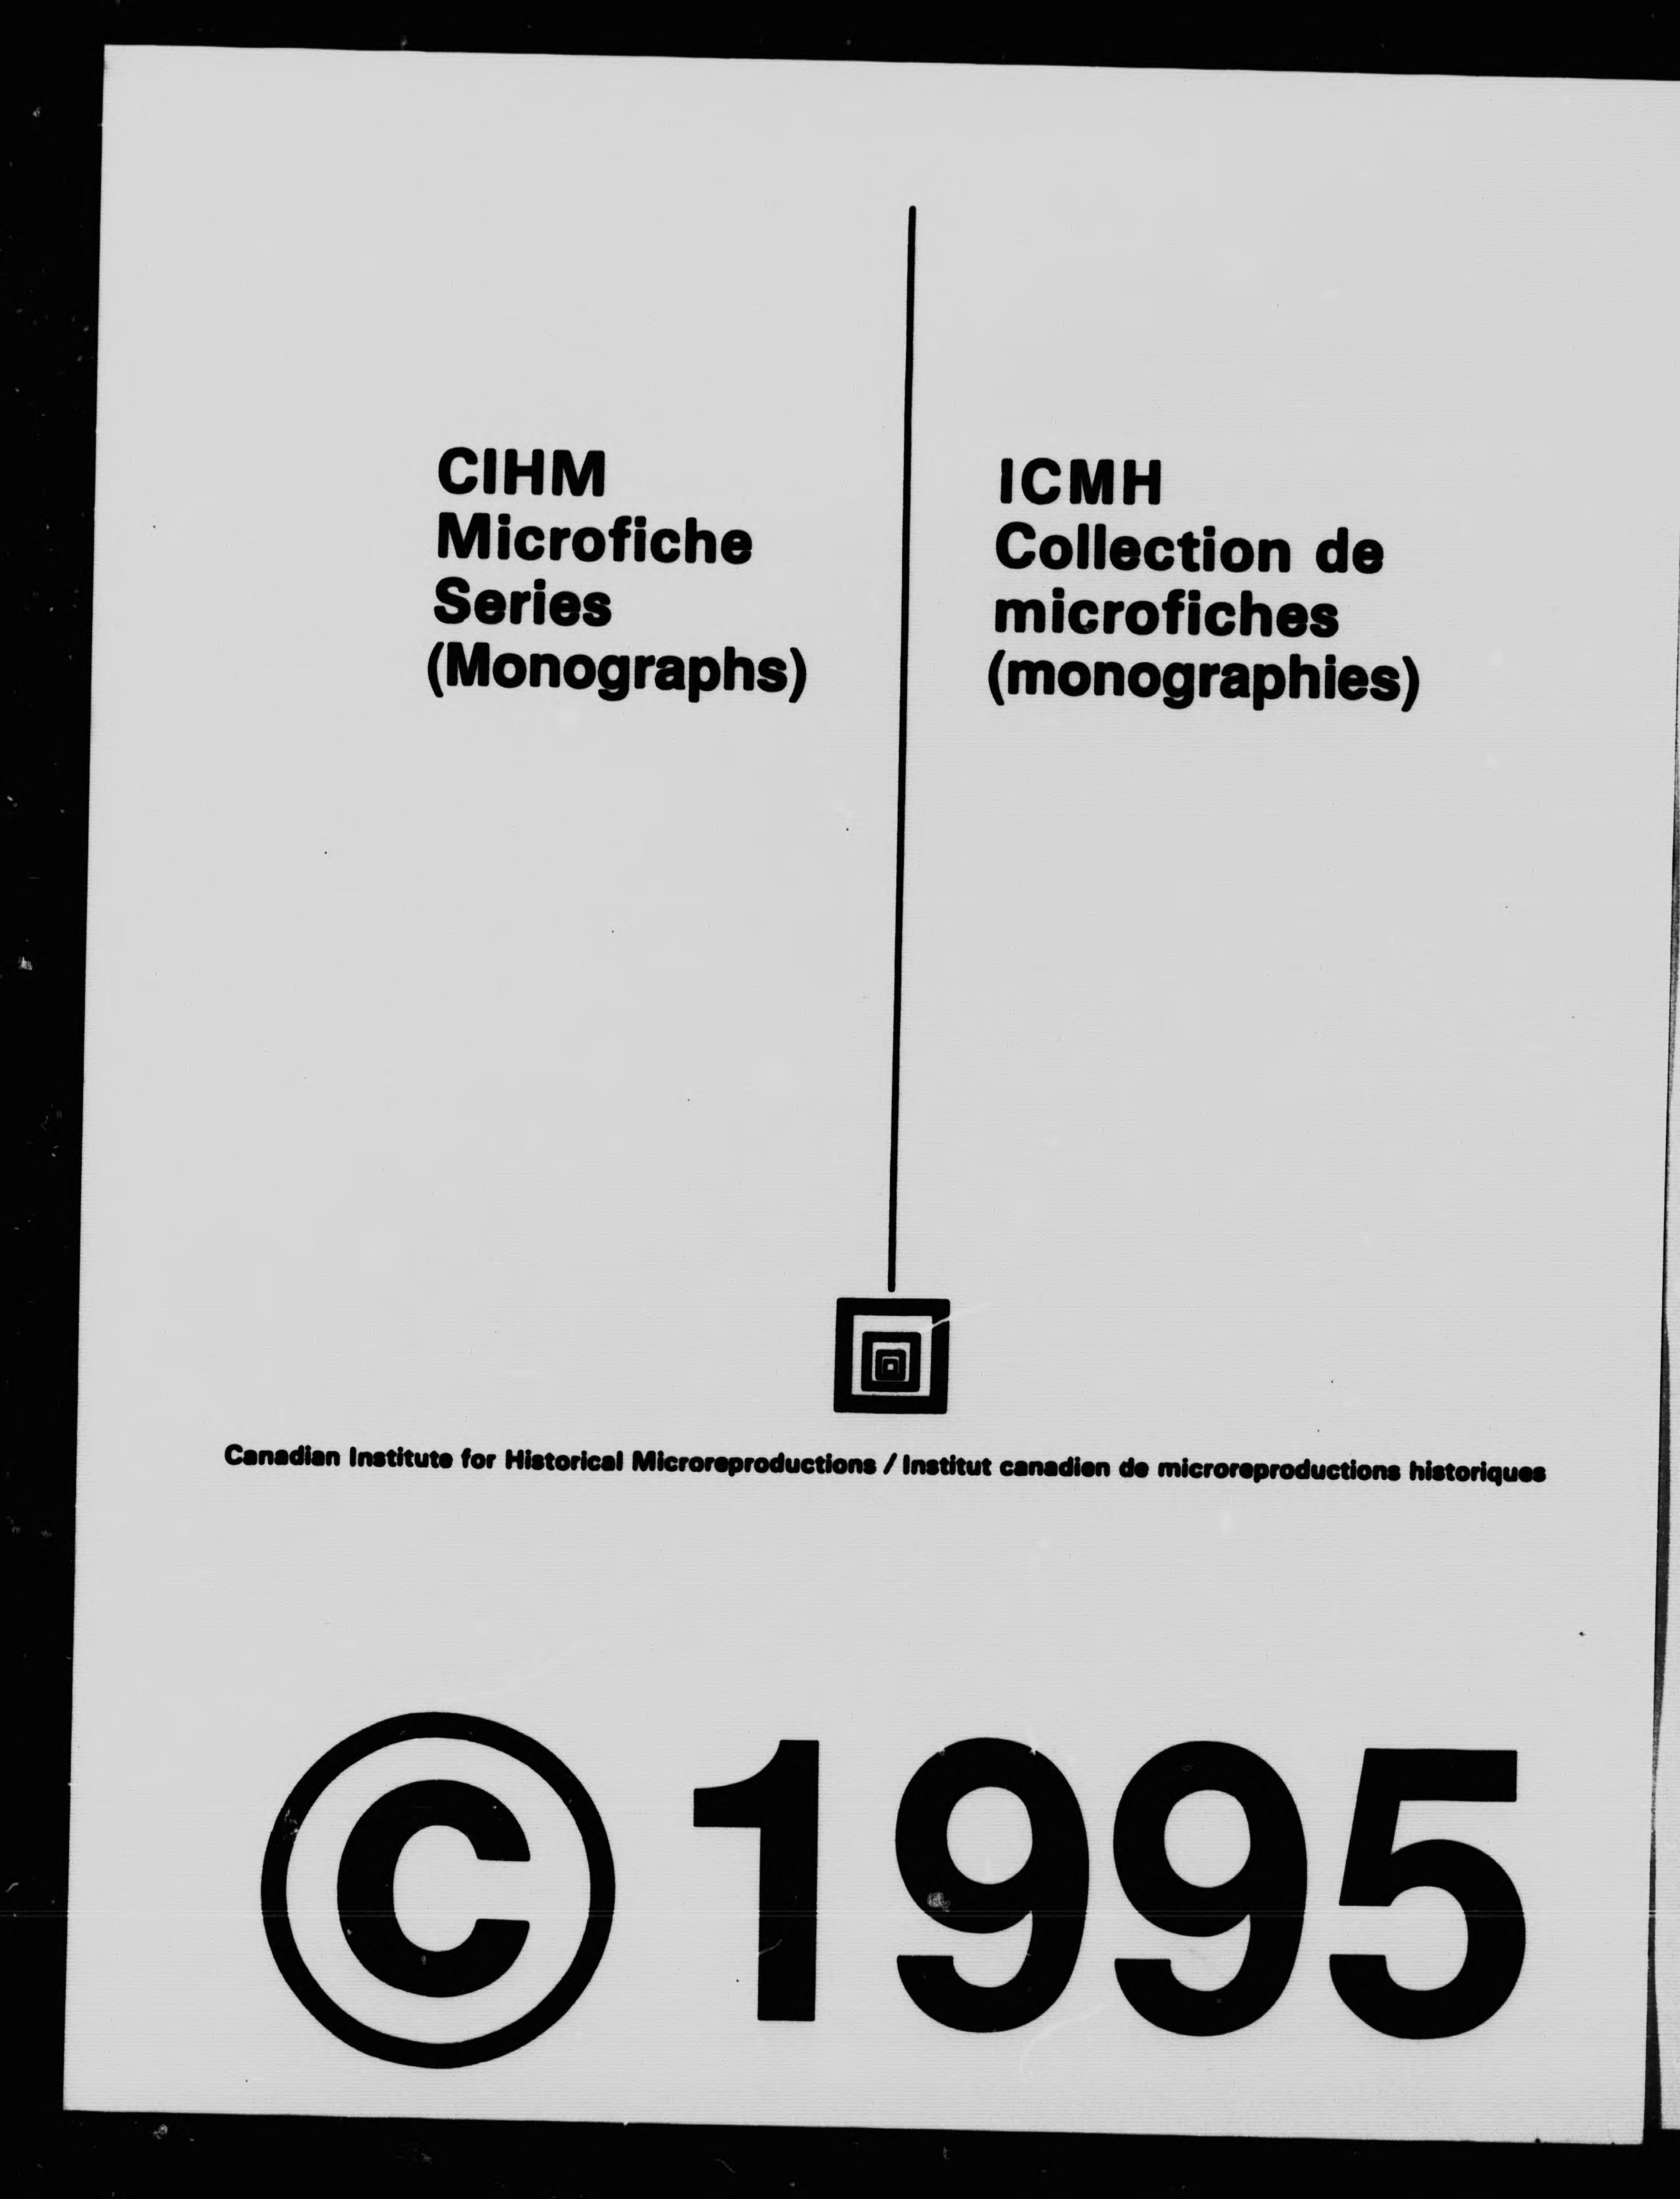 CIHM
Microfiche
Series
(Monographs)
ICMH
Collection de
microfiches
(monographies)
Canadian Institute for Historical Microreproductions / Institut canadien de microreproductions historiques
© 1995